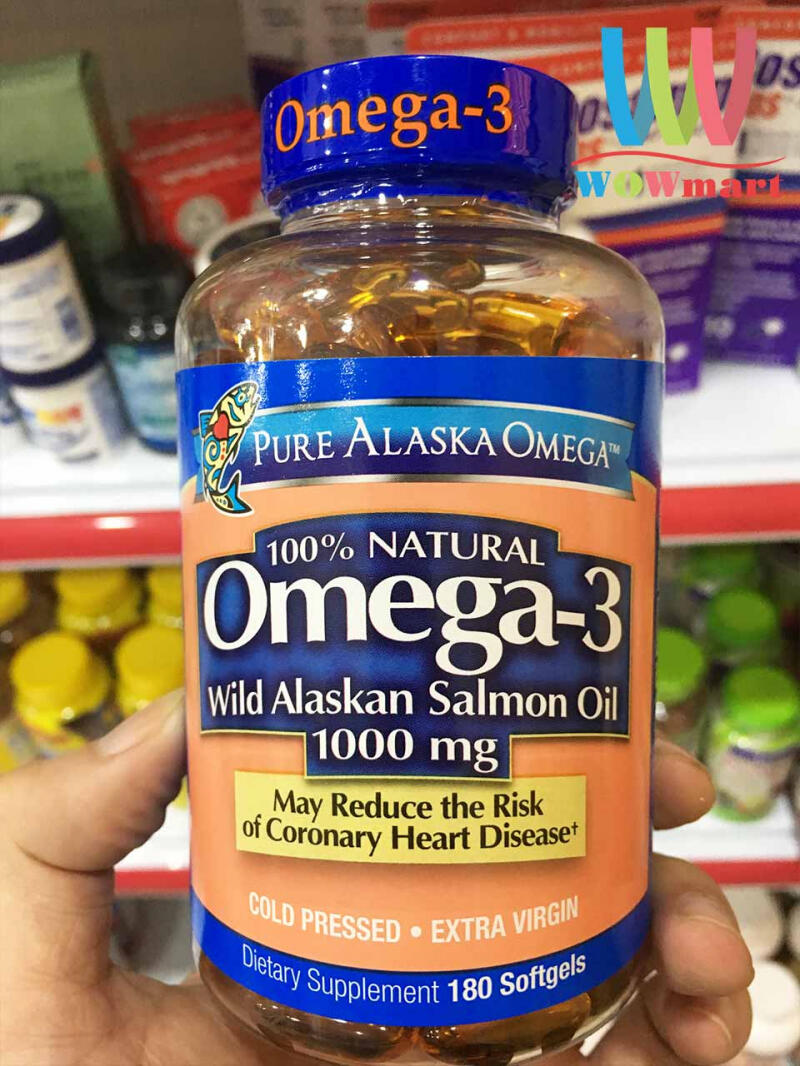 Omega-3
WOWmart
PURE ALASKA OMEGA™
100% NATURAL
Omega-3
Wild Alaskan Salmon Oil
1000 mg
May Reduce the Risk
of Coronary Heart Disease†
COLD PRESSED • EXTRA VIRGIN
Dietary Supplement 180 Softgels